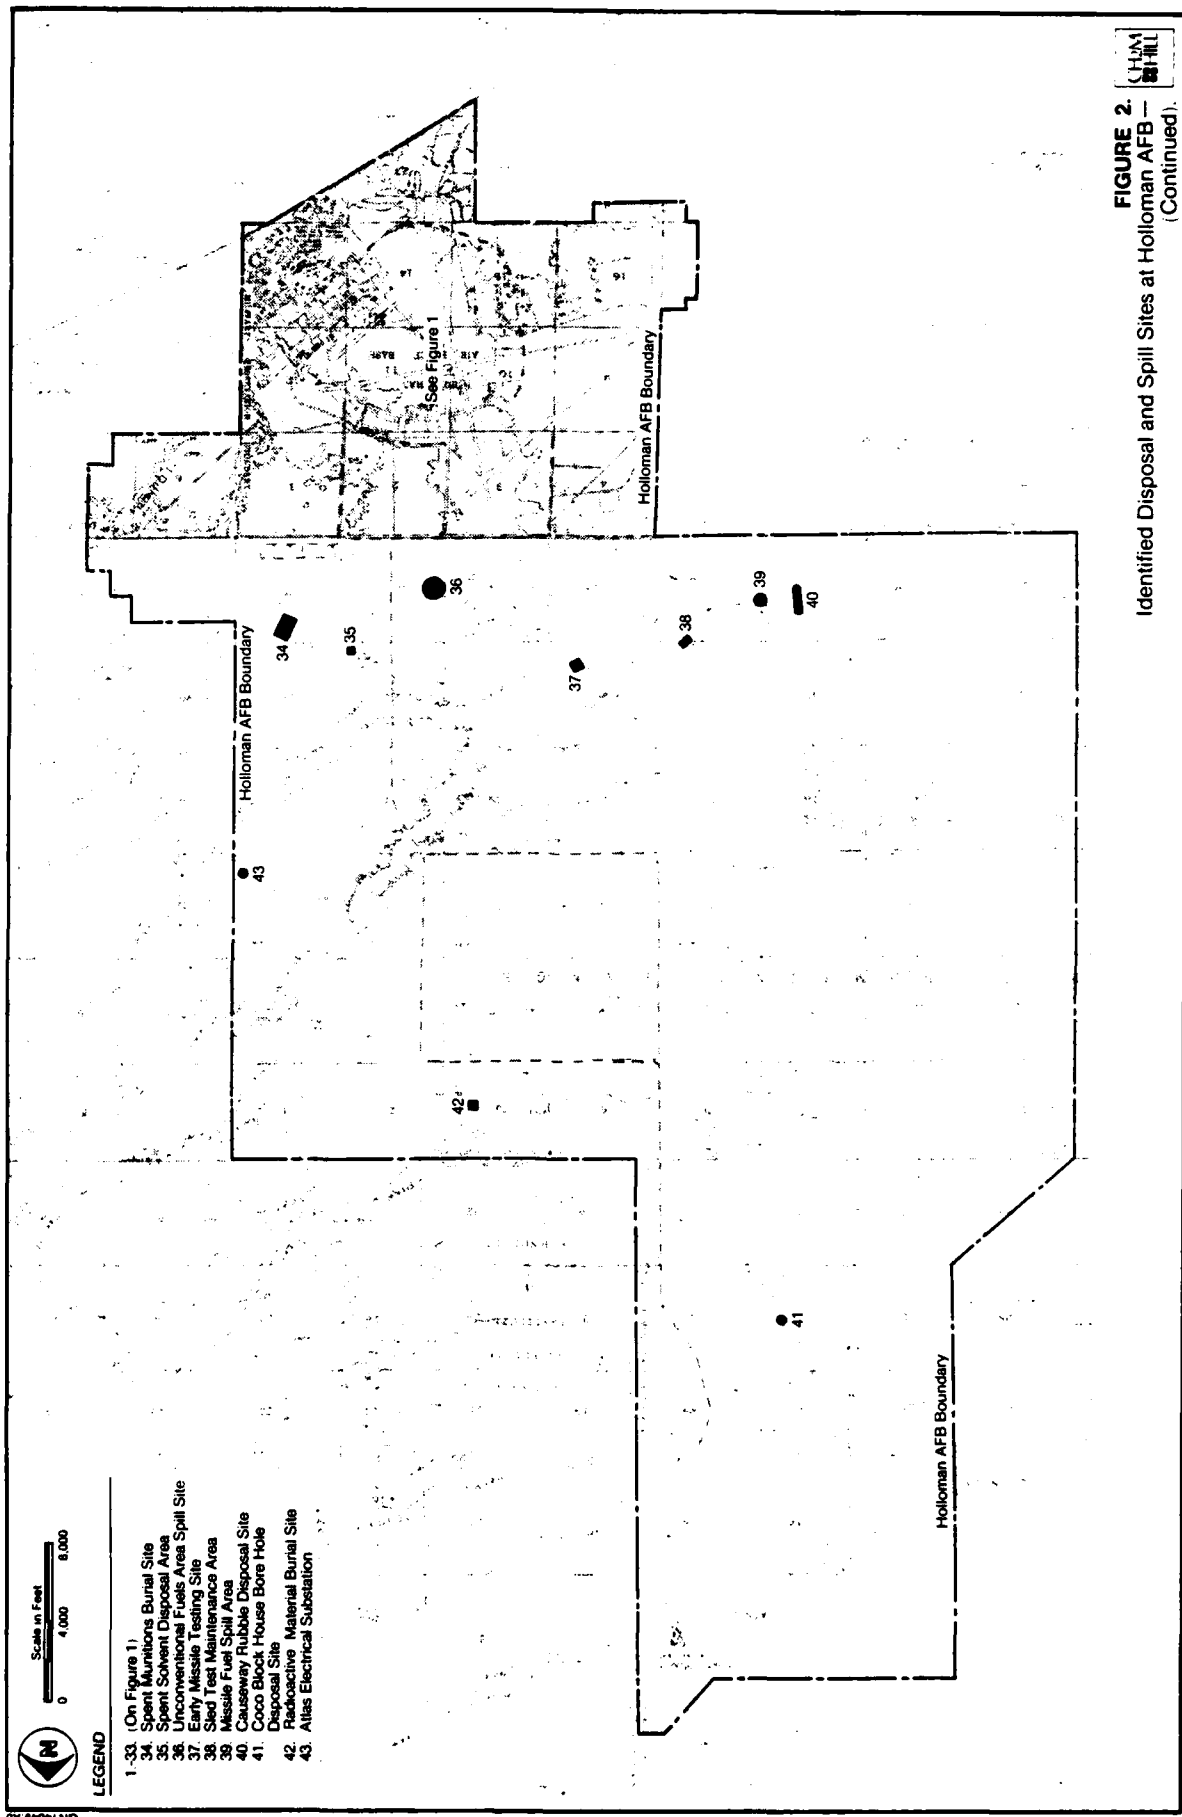 Scale in Feet
0 4,000 8,000
LEGEND
1.-33. (On Figure 1)
34. Spent Munitions Burial Site
35. Spent Solvent Disposal Area
36. Unconventional Fuels Area Spill Site
37. Early Missile Testing Site
38. Sled Test Maintenance Area
39. Missile Fuel Spill Area
40. Causeway Rubble Disposal Site
41. Coco Block House Bore Hole
Disposal Site
42. Radioactive Material Burial Site
43. Atlas Electrical Substation
N
Holloman AFB Boundary
Holloman AFB Boundary
Holloman AFB Boundary
(See Figure 1
34
35
36
37
38
39
40
41
42
43
FIGURE 2.
Identified Disposal and Spill Sites at Holloman AFB—
(Continued).
CH2M
HILL